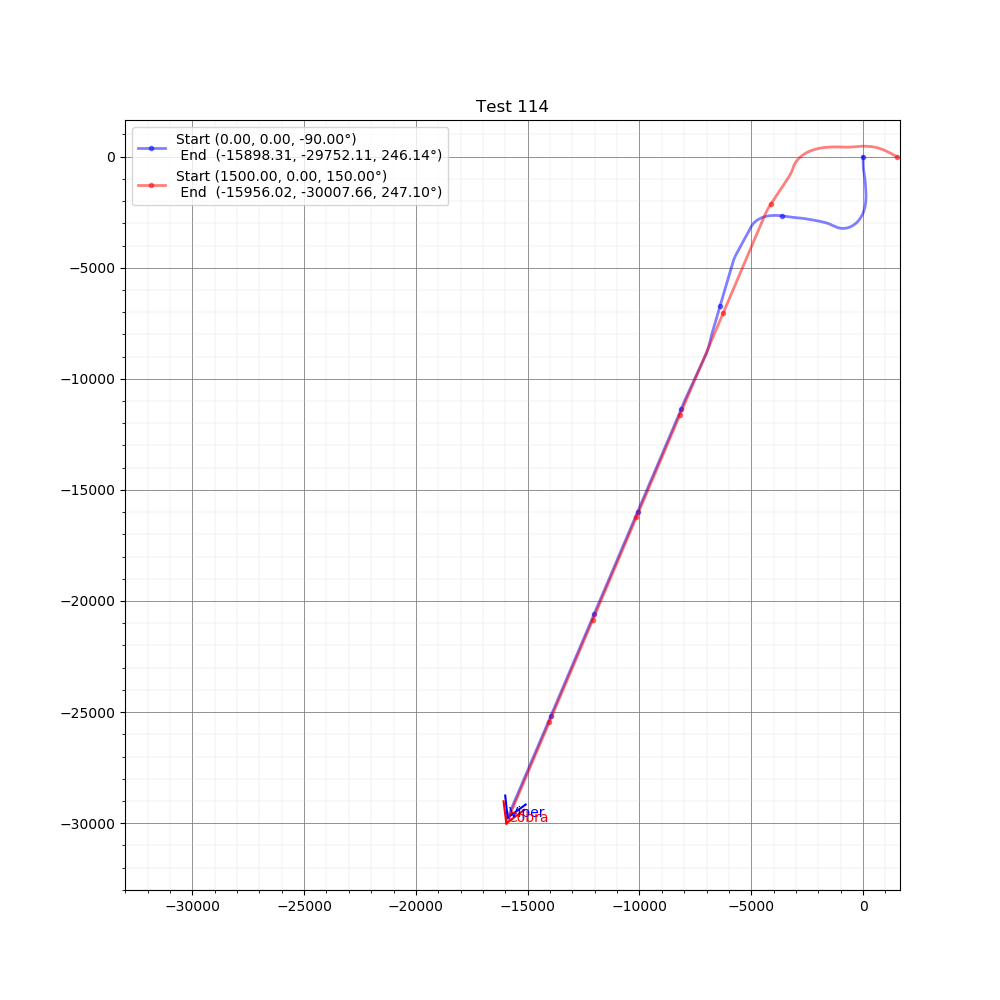 Test 114
Start (0.00, 0.00, -90.00°)
End (-15898.31, -29752.11, 246.14°)
Start (1500.00, 0.00, 150.00°)
End (-15956.02, -30007.66, 247.10°)
0
−5000
−10000
−15000
−20000
−25000
−30000
Viper
Cobra
−30000 −25000 −20000 −15000 −10000 −5000 0